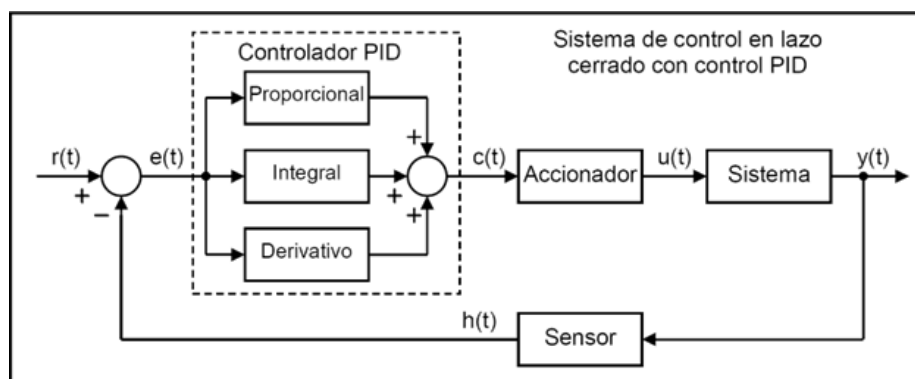 Controlador PID
Sistema de control en lazo
cerrado con control PID
Proporcional
r(t)
e(t)
Integral
c(t)
Accionador
u(t)
Sistema
y(t)
+
−
+
+
+
Derivativo
h(t)
Sensor